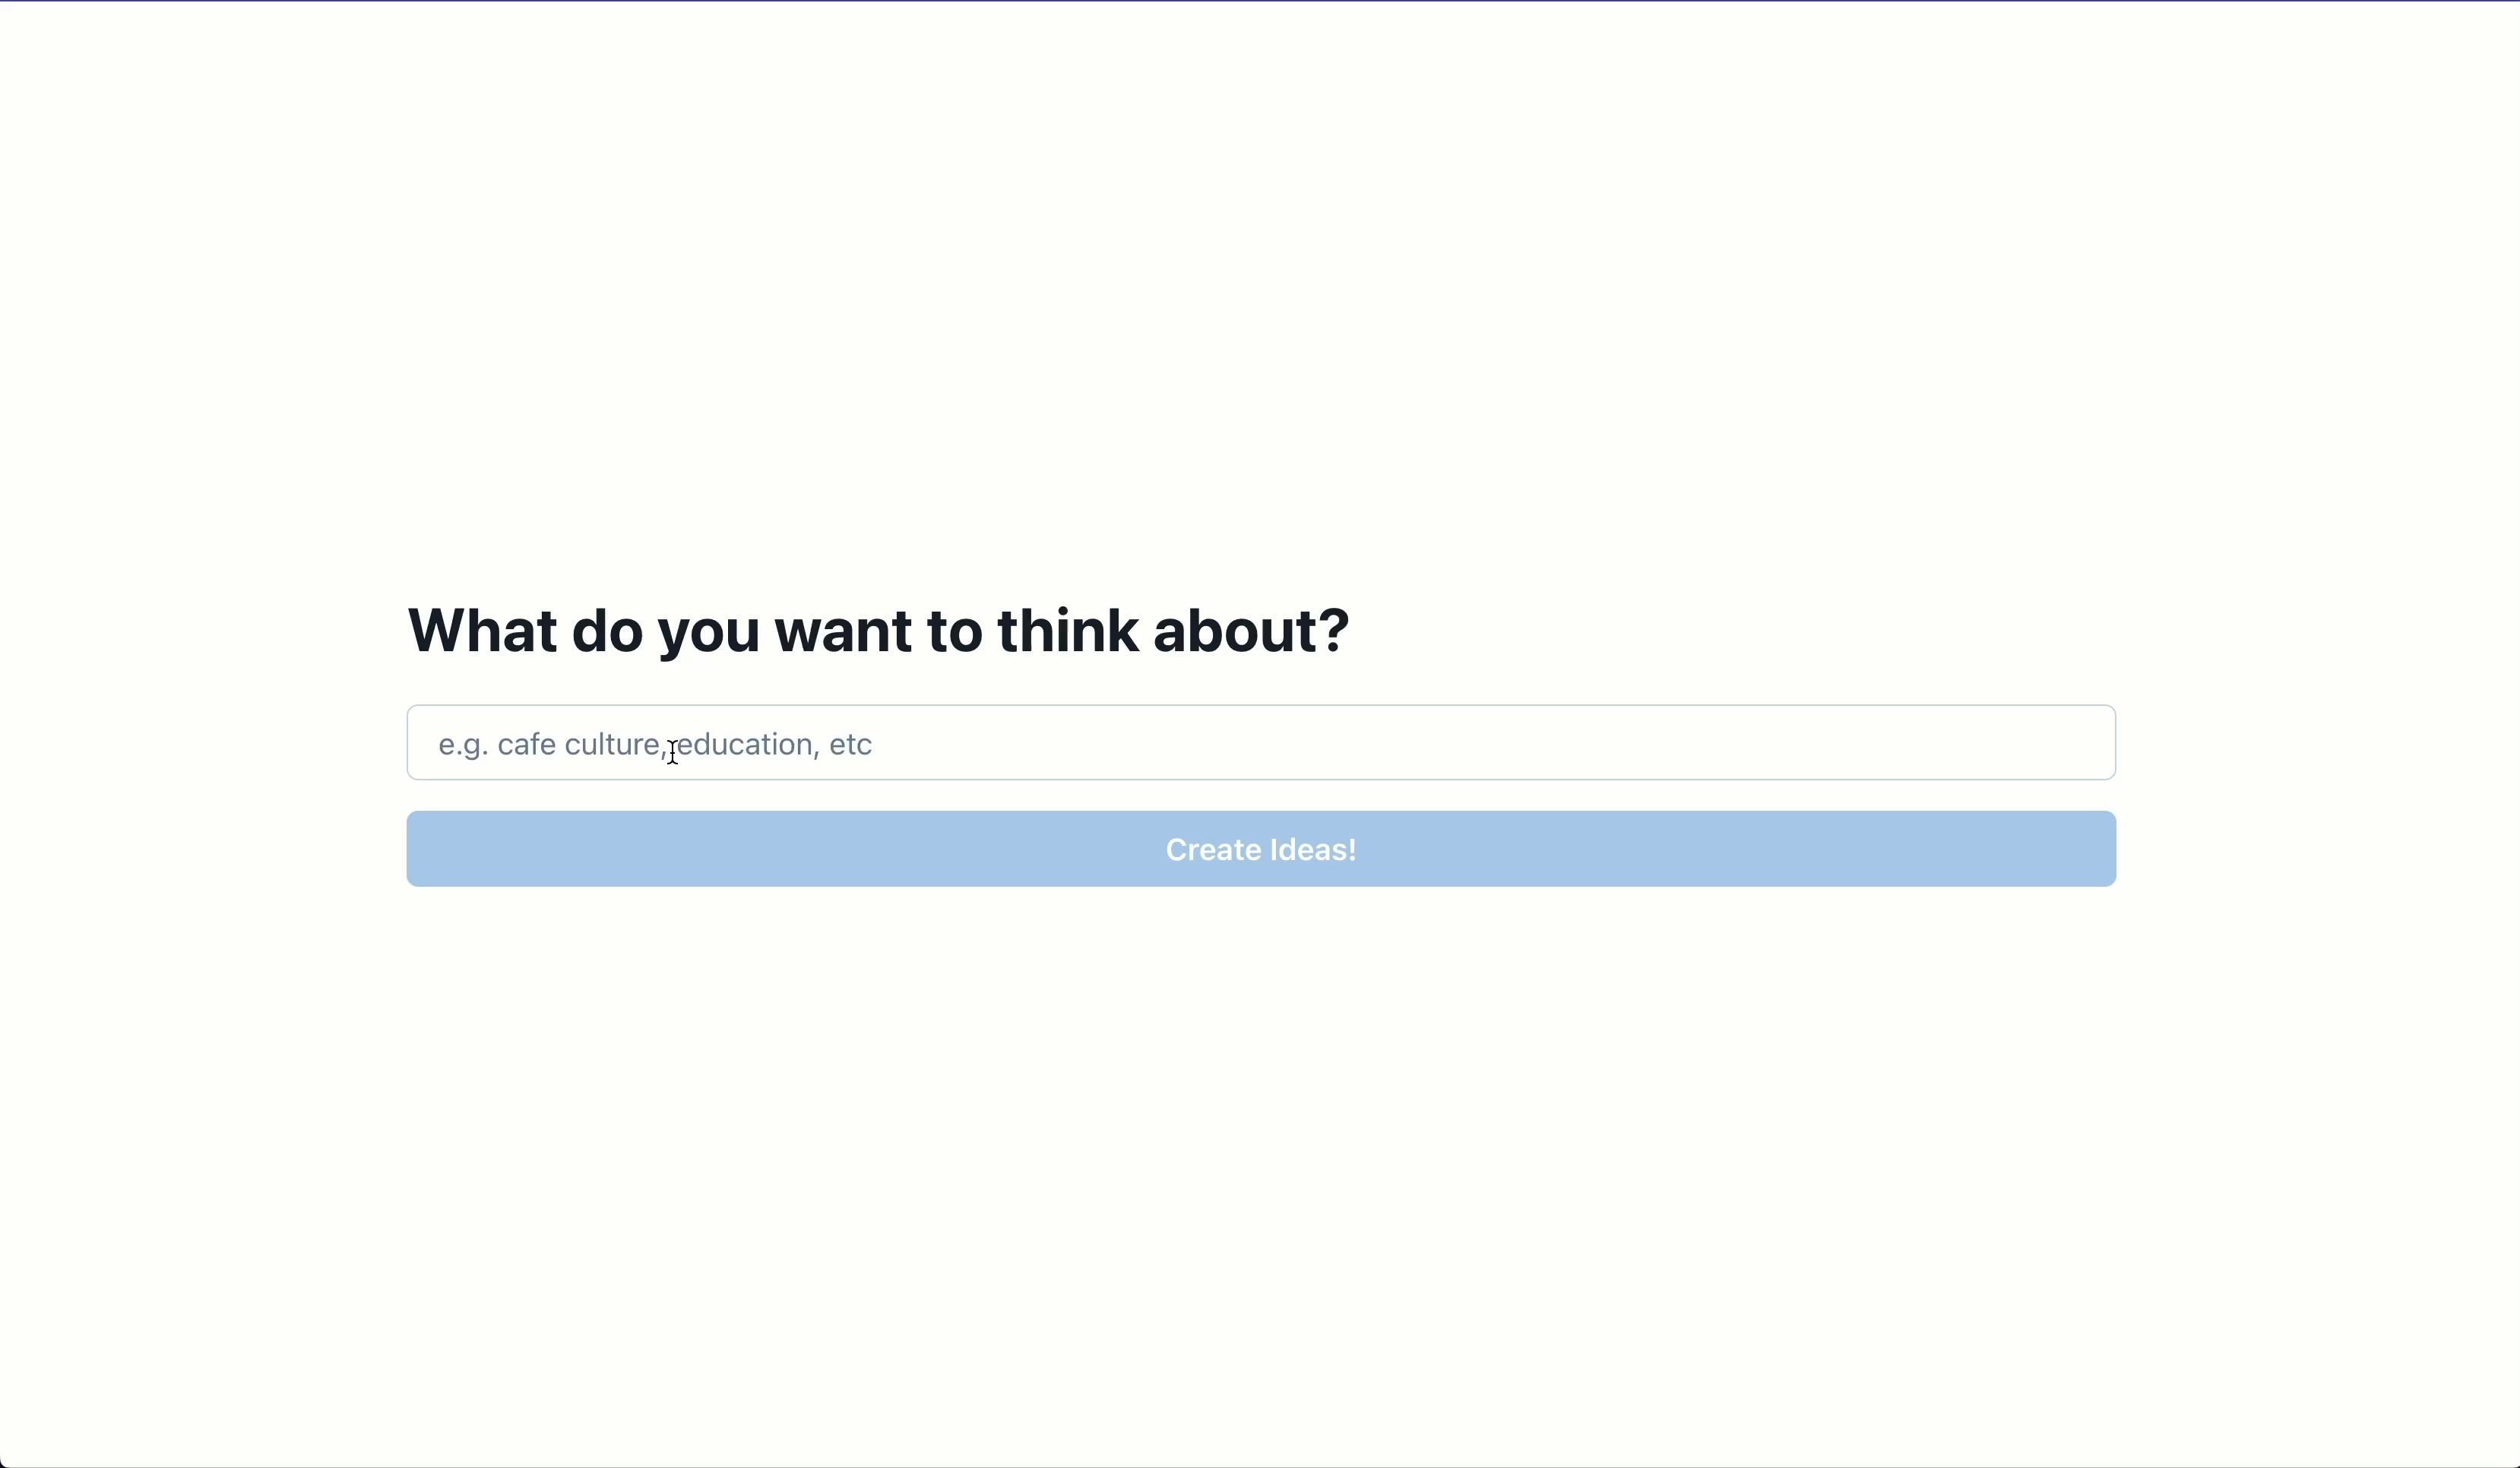 What do you want to think about?
e.g. cafe culture, education, etc
Create Ideas!